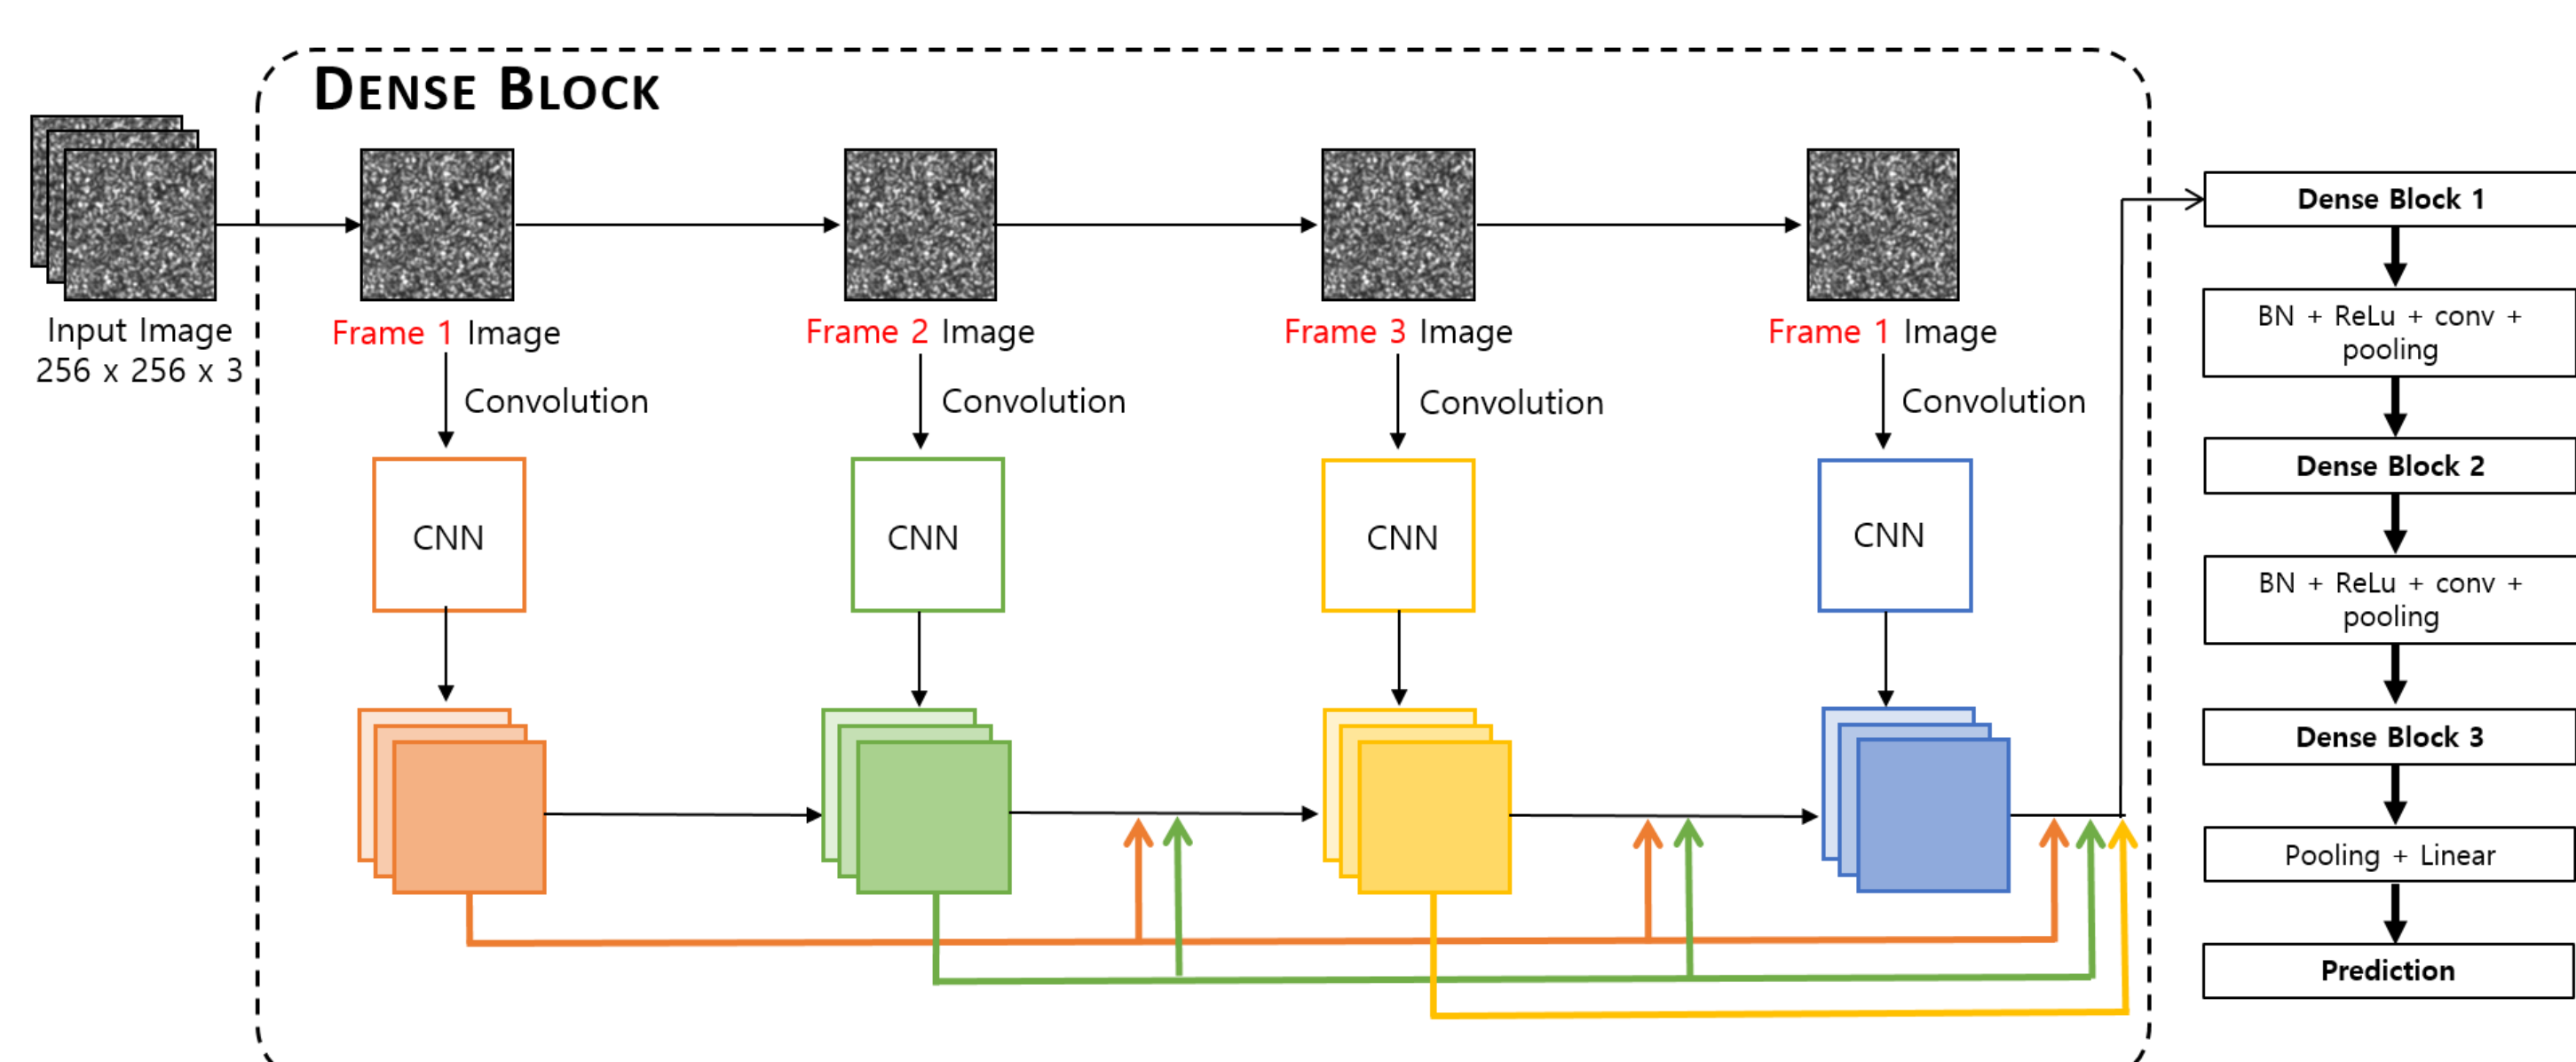 DENSE BLOCK
Input Image
256 x 256 x 3
Frame 1 Image
Frame 2 Image
Frame 3 Image
Frame 1 Image
Convolution
Convolution
Convolution
Convolution
CNN
CNN
CNN
CNN
Dense Block 1
BN + ReLu + conv +
pooling
Dense Block 2
BN + ReLu + conv +
pooling
Dense Block 3
Pooling + Linear
Prediction